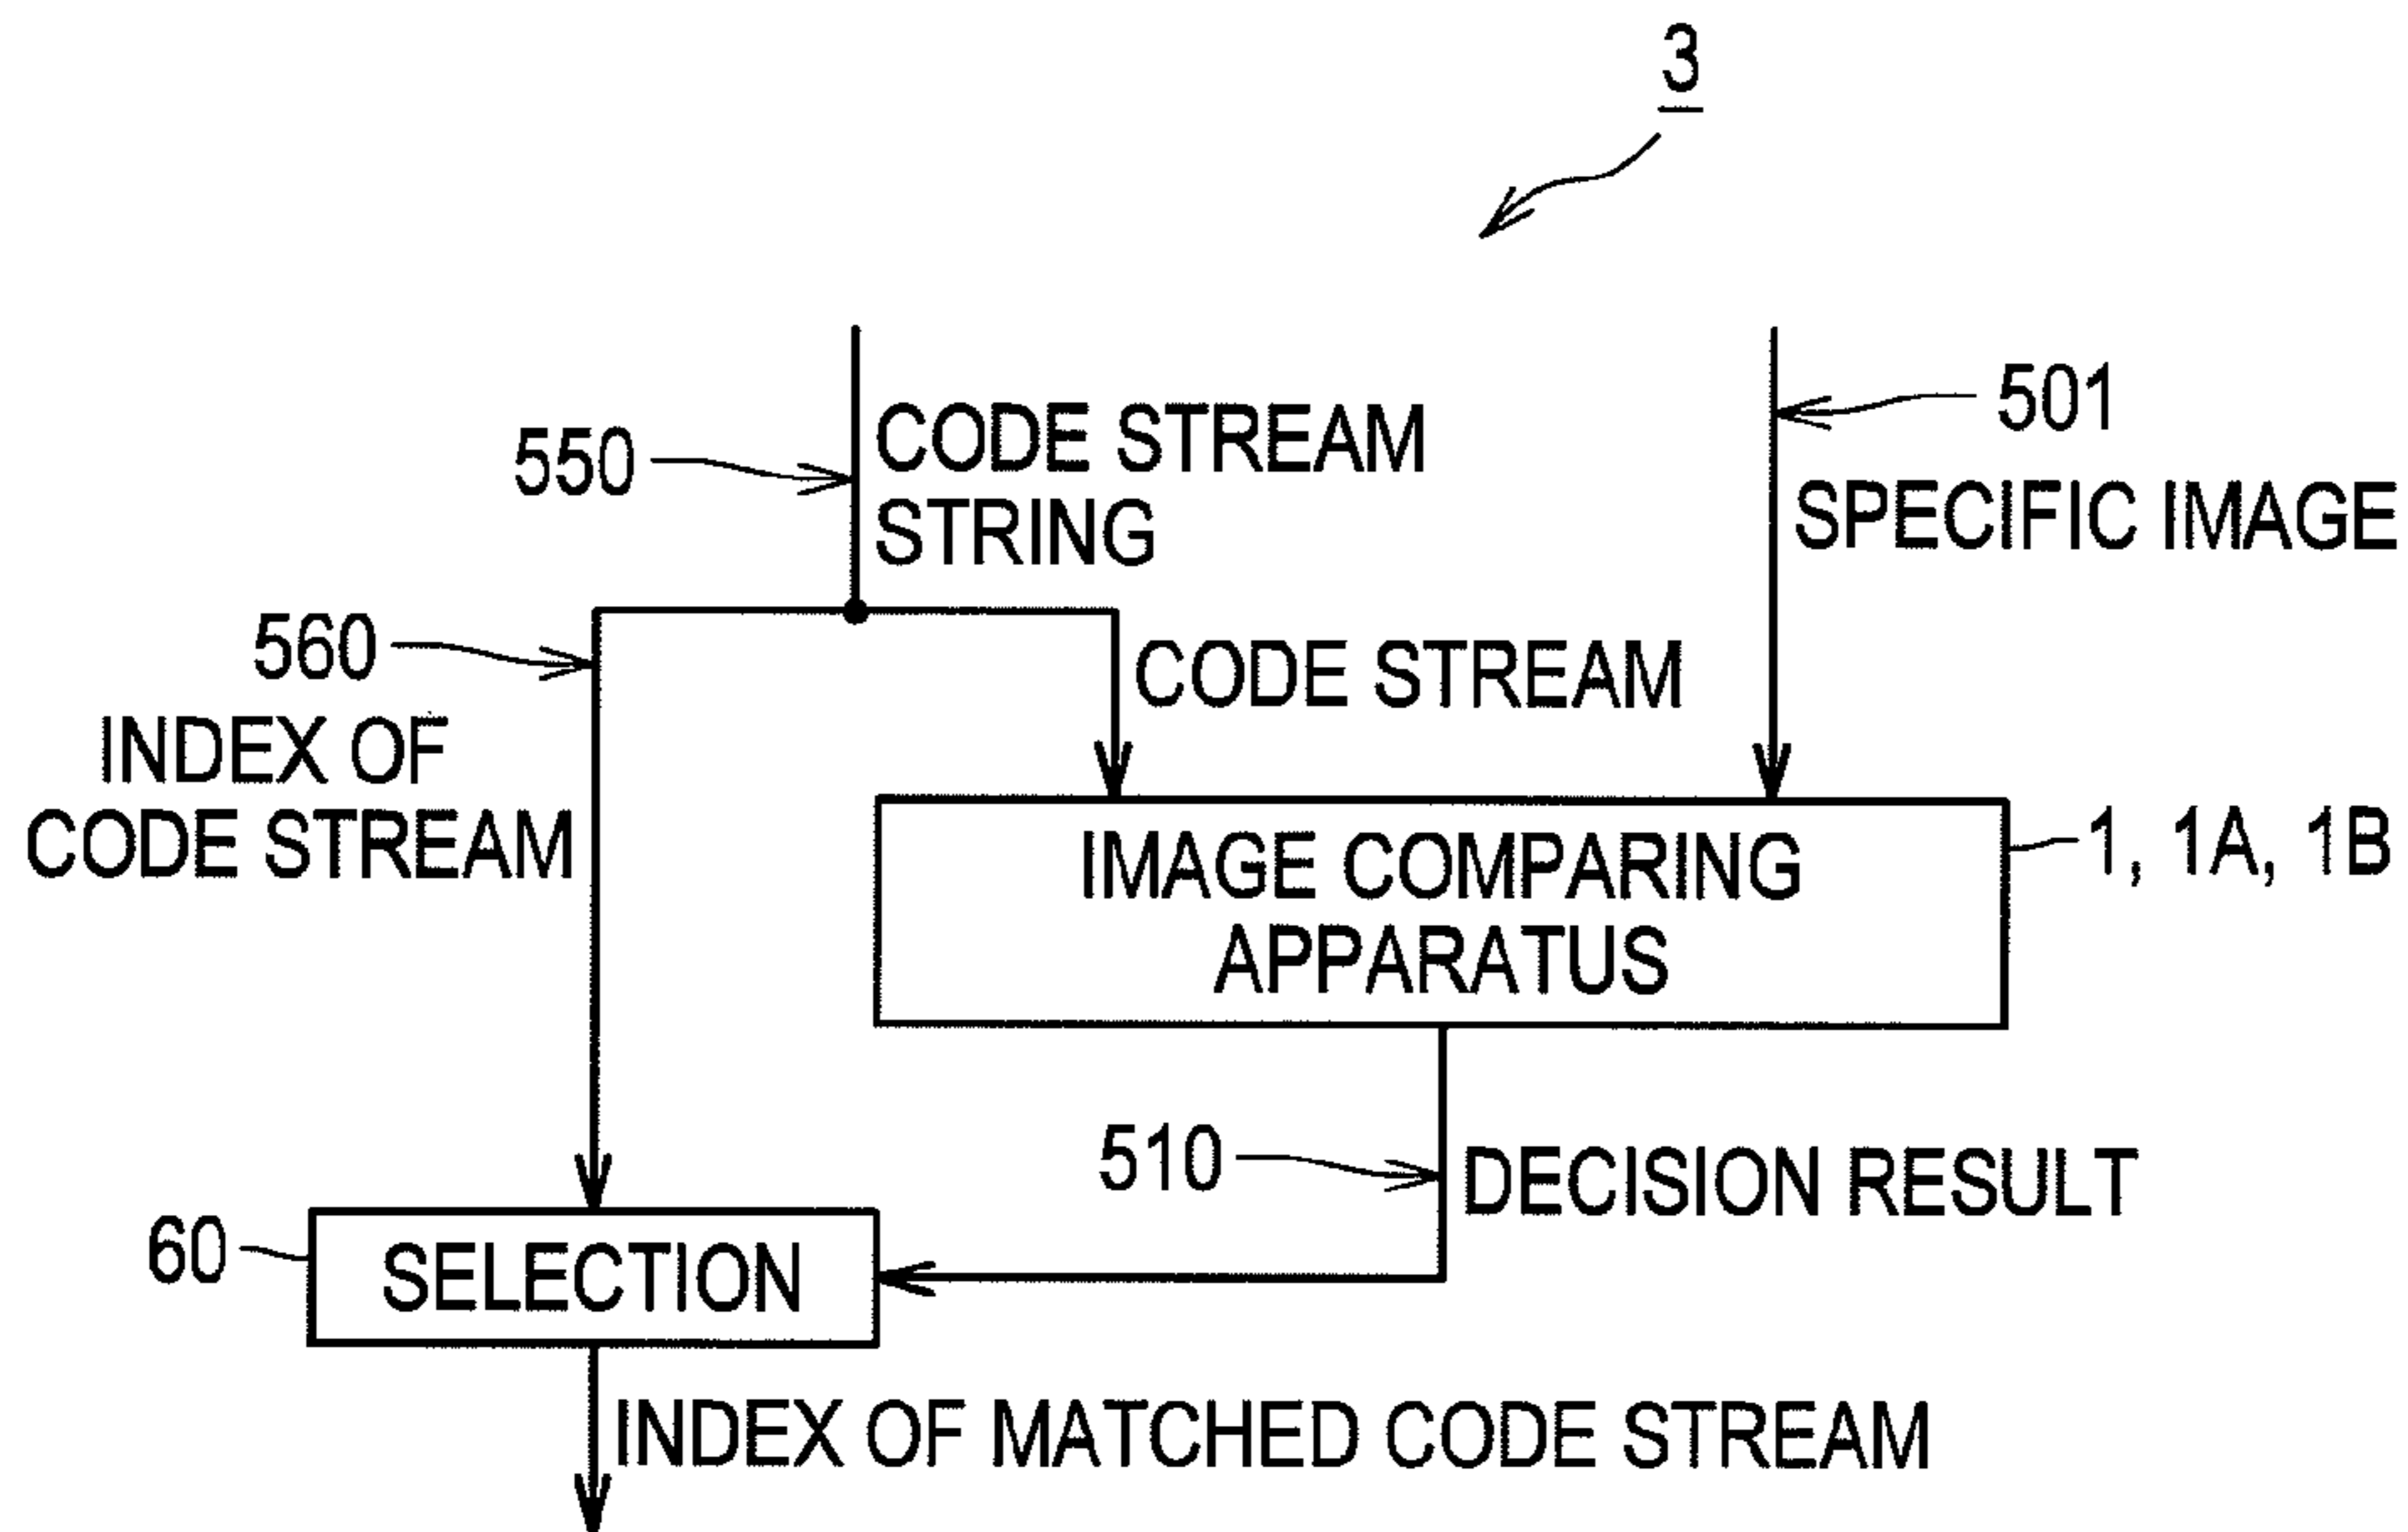 3
501
CODE STREAM
STRING
550
SPECIFIC IMAGE
560
CODE STREAM
INDEX OF
CODE STREAM
IMAGE COMPARING
APPARATUS
1, 1A, 1B
510
DECISION RESULT
60
SELECTION
INDEX OF MATCHED CODE STREAM